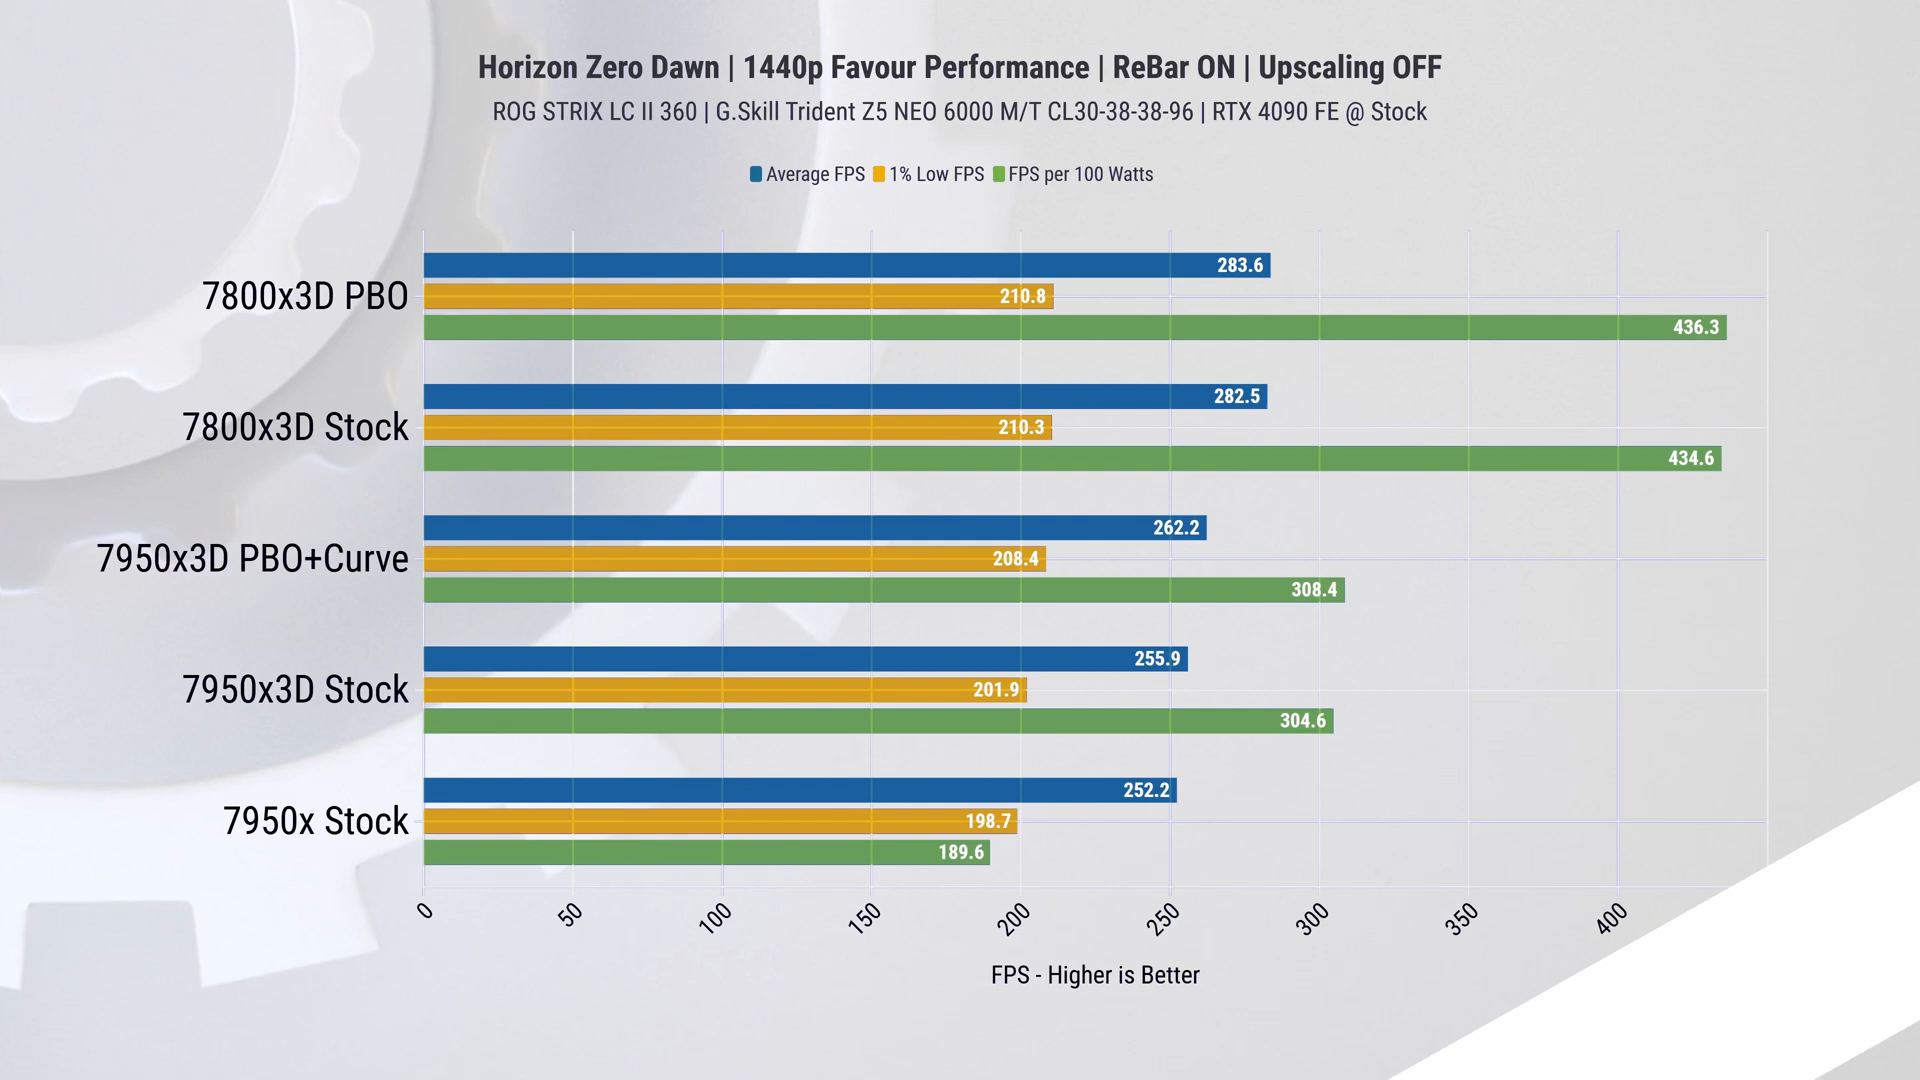 Horizon Zero Dawn | 1440p Favour Performance | ReBar ON | Upscaling OFF
ROG STRIX LC II 360 | G.Skill Trident Z5 NEO 6000 M/T CL30-38-38-96 | RTX 4090 FE @ Stock
Average FPS 1% Low FPS FPS per 100 Watts
283.6
7800x3D PBO 210.8
436.3
282.5
7800x3D Stock 210.3
434.6
262.2
7950x3D PBO+Curve 208.4
308.4
255.9
7950x3D Stock 201.9
304.6
252.2
7950x Stock 198.7
189.6
0 50 100 150 200 250 300 350 400
FPS - Higher is Better